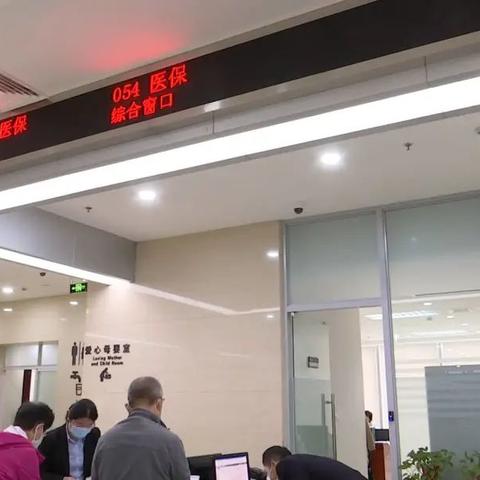 054 医保
综合窗口
医保
爱心母婴室
Loving Mother
and Child Room